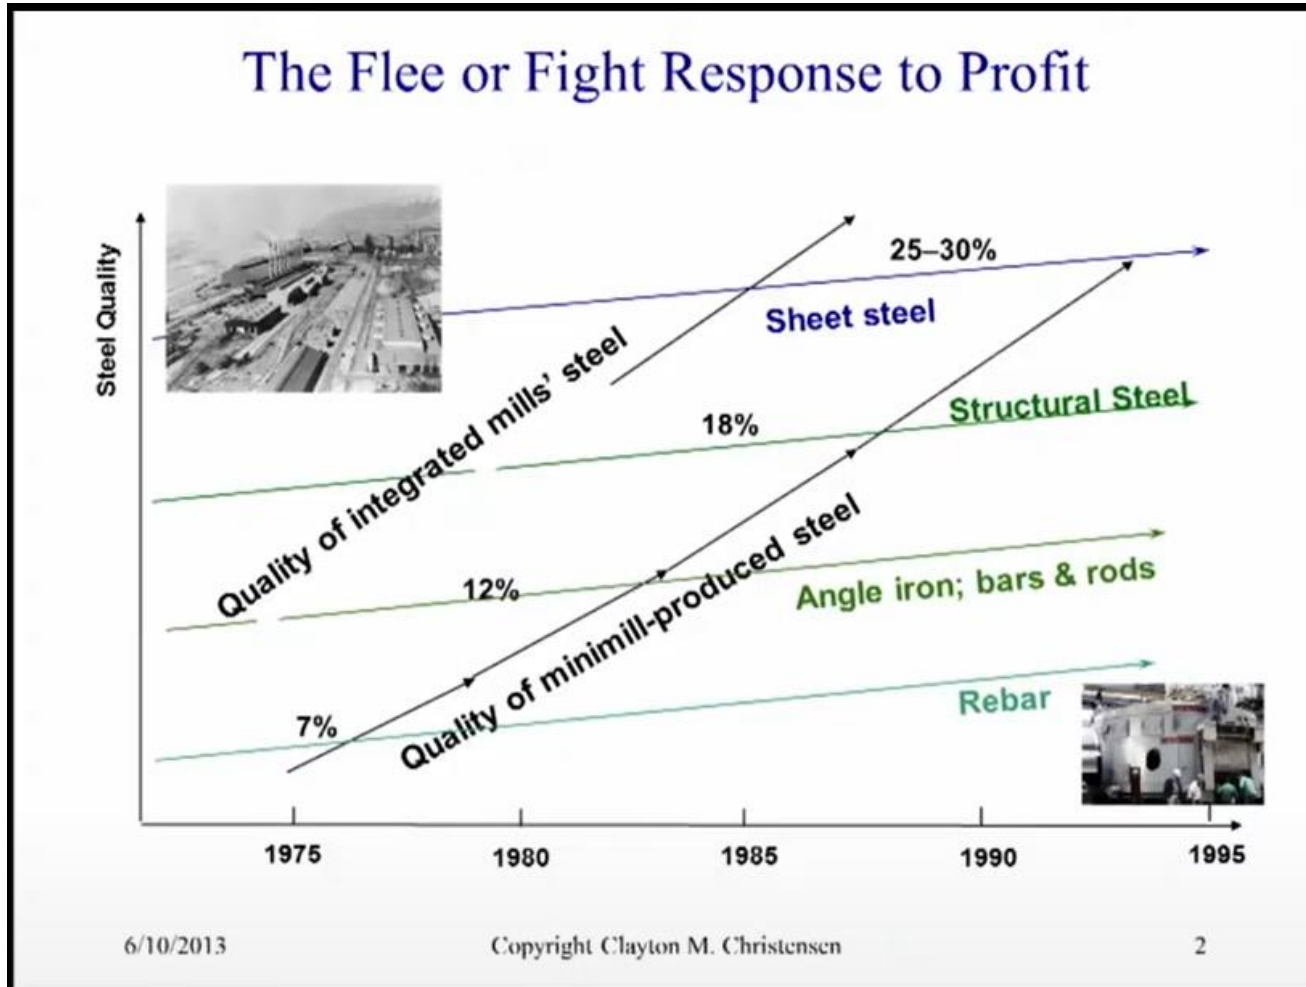 The Flee or Fight Response to Profit
Steel Quality
25–30%
Sheet steel
Quality of integrated mills' steel
18%
Structural Steel
12%
Quality of minimill-produced steel
Angle iron; bars & rods
7%
Rebar
1975
1980
1985
1990
1995
6/10/2013
Copyright Clayton M. Christensen
2